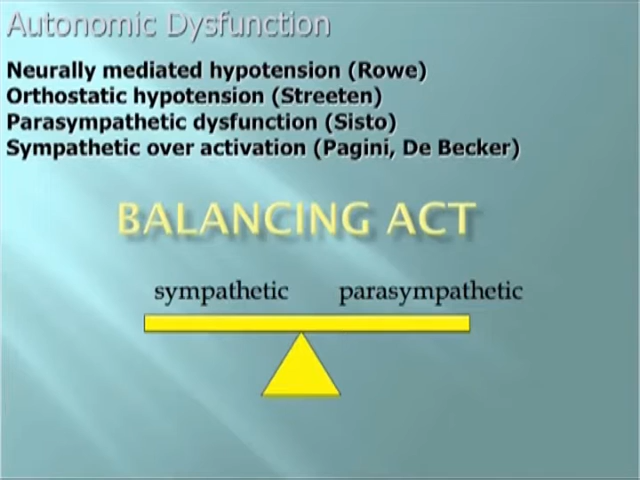 Autonomic Dysfunction
Neurally mediated hypotension (Rowe)
Orthostatic hypotension (Streeten)
Parasympathetic dysfunction (Sisto)
Sympathetic over activation (Pagini, De Becker)
BALANCING ACT
sympathetic parasympathetic